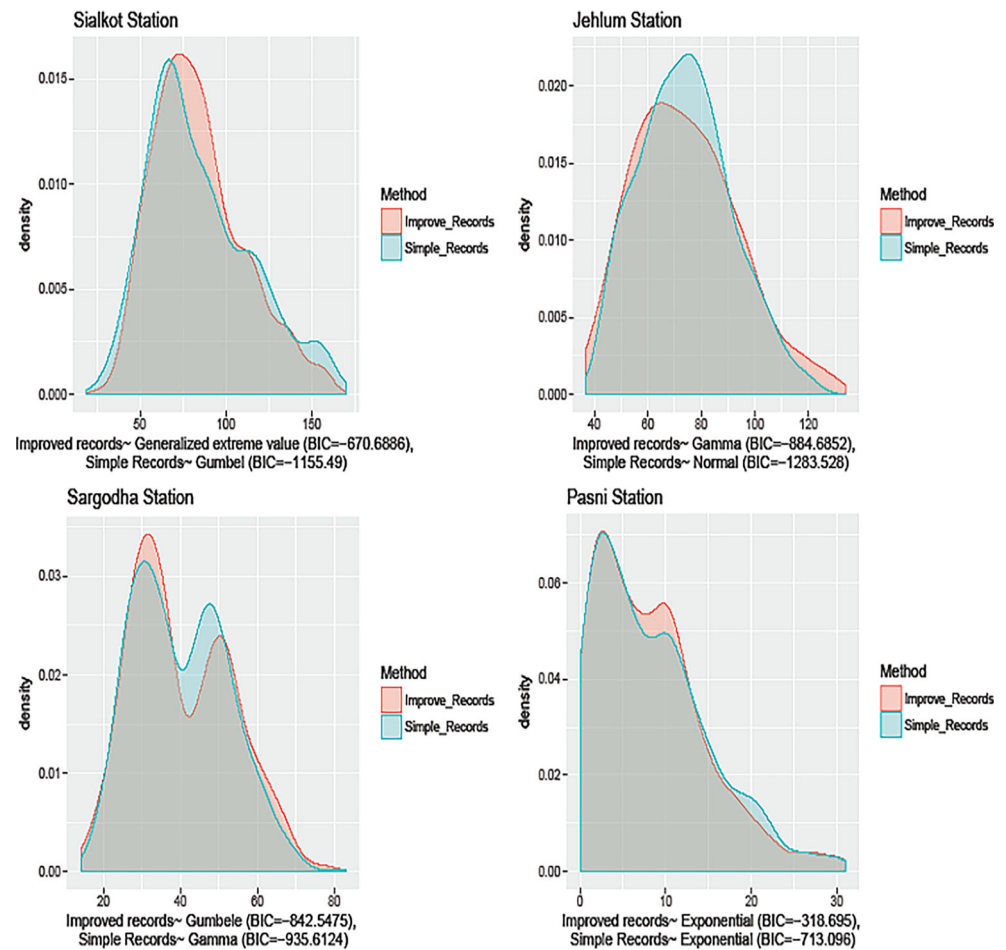 Sialkot Station
density
0.015
0.010
0.005
0.000
50
100
150
Method
Improve_Records
Simple_Records
Improved records~ Generalized extreme value (BIC=−670.6886),
Simple Records~ Gumbel (BIC=−1155.49)
Jehlum Station
density
0.020
0.015
0.010
0.005
0.000
40
60
80
100
120
Method
Improve_Records
Simple_Records
Improved records~ Gamma (BIC=−884.6852)
Simple Records~ Normal (BIC=−1283.528)
Sargodha Station
density
0.03
0.02
0.01
0.00
20
40
60
80
Method
Improve_Records
Simple_Records
Improved records~ Gumbele (BIC=−842.5475),
Simple Records~ Gamma (BIC=−935.6124)
Pasni Station
density
0.06
0.04
0.02
0.00
0
10
20
30
Method
Improve_Records
Simple_Records
Improved records~ Exponential (BIC=−318.695),
Simple Records~ Exponential (BIC=−713.096)